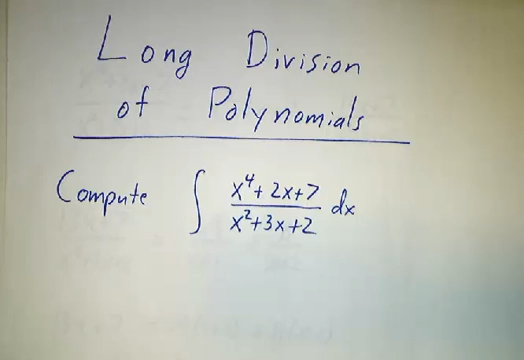 Long Division
of Polynomials
Compute ∫ (x⁴+2x+7)/(x²+3x+2) dx